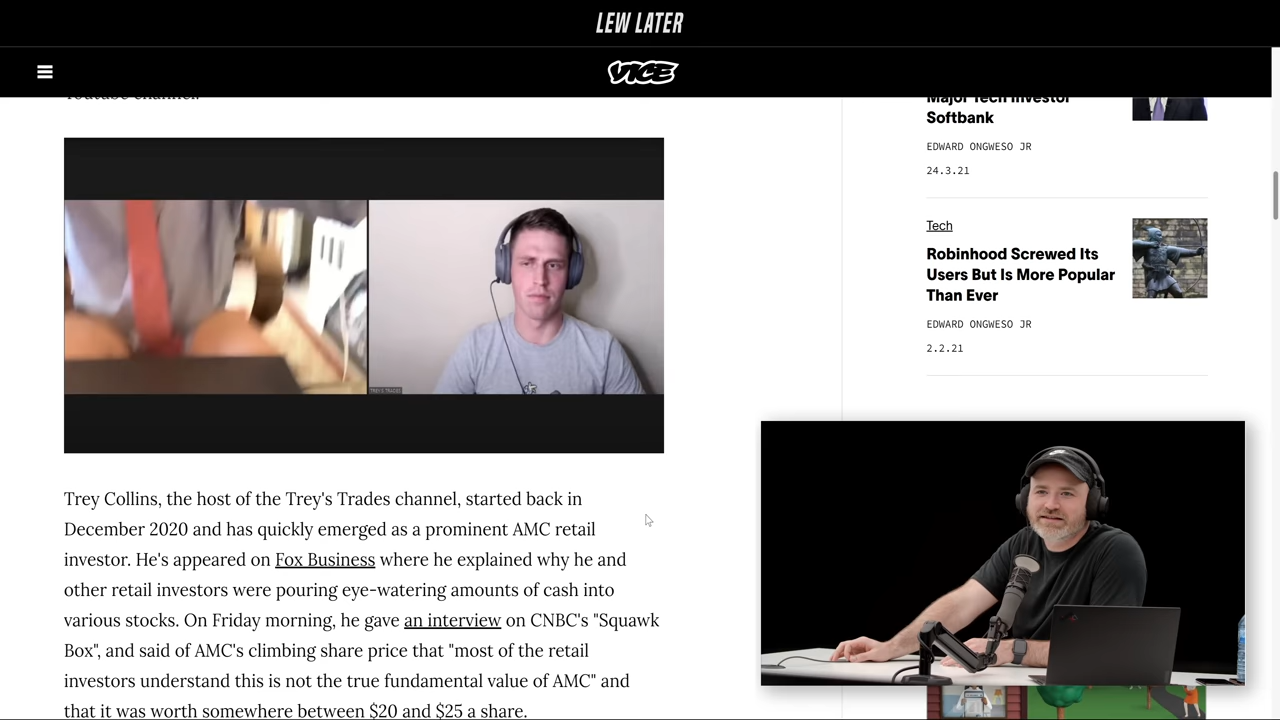 LEW LATER
VICE
Youtube channel.
Major Tech Investor
Softbank
EDWARD ONGWESO JR
24.3.21
Tech
Robinhood Screwed Its
Users But Is More Popular
Than Ever
EDWARD ONGWESO JR
2.2.21
TREY'S TRADES
Trey Collins, the host of the Trey's Trades channel, started back in
December 2020 and has quickly emerged as a prominent AMC retail
investor. He's appeared on Fox Business where he explained why he and
other retail investors were pouring eye-watering amounts of cash into
various stocks. On Friday morning, he gave an interview on CNBC's "Squawk
Box", and said of AMC's climbing share price that "most of the retail
investors understand this is not the true fundamental value of AMC" and
that it was worth somewhere between $20 and $25 a share.